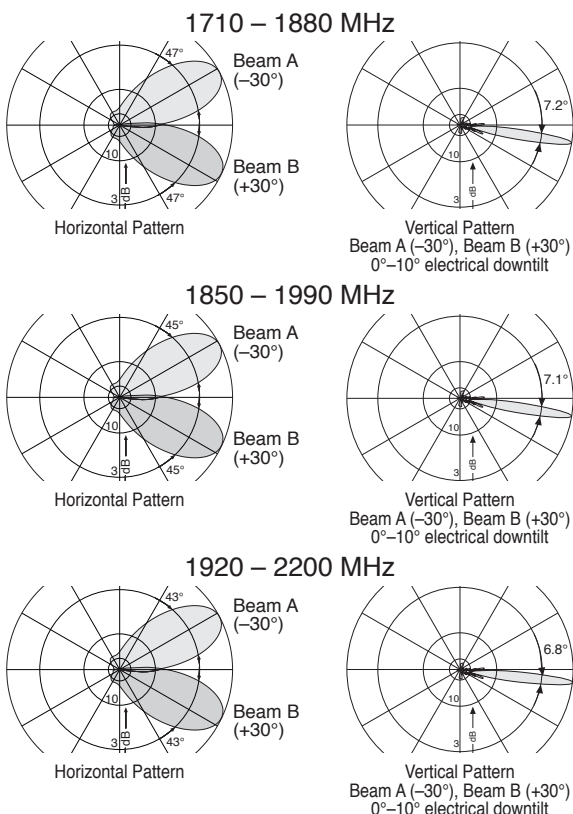 1710 – 1880 MHz
47°
Beam A
(–30°)
10
3
dB
47°
Beam B
(+30°)
Horizontal Pattern
7.2°
10
3
dB
Vertical Pattern
Beam A (–30°), Beam B (+30°)
0°–10° electrical downtilt
1850 – 1990 MHz
45°
Beam A
(–30°)
10
3
dB
45°
Beam B
(+30°)
Horizontal Pattern
7.1°
10
3
dB
Vertical Pattern
Beam A (–30°), Beam B (+30°)
0°–10° electrical downtilt
1920 – 2200 MHz
43°
Beam A
(–30°)
10
3
dB
43°
Beam B
(+30°)
Horizontal Pattern
6.8°
10
3
dB
Vertical Pattern
Beam A (–30°), Beam B (+30°)
0°–10° electrical downtilt